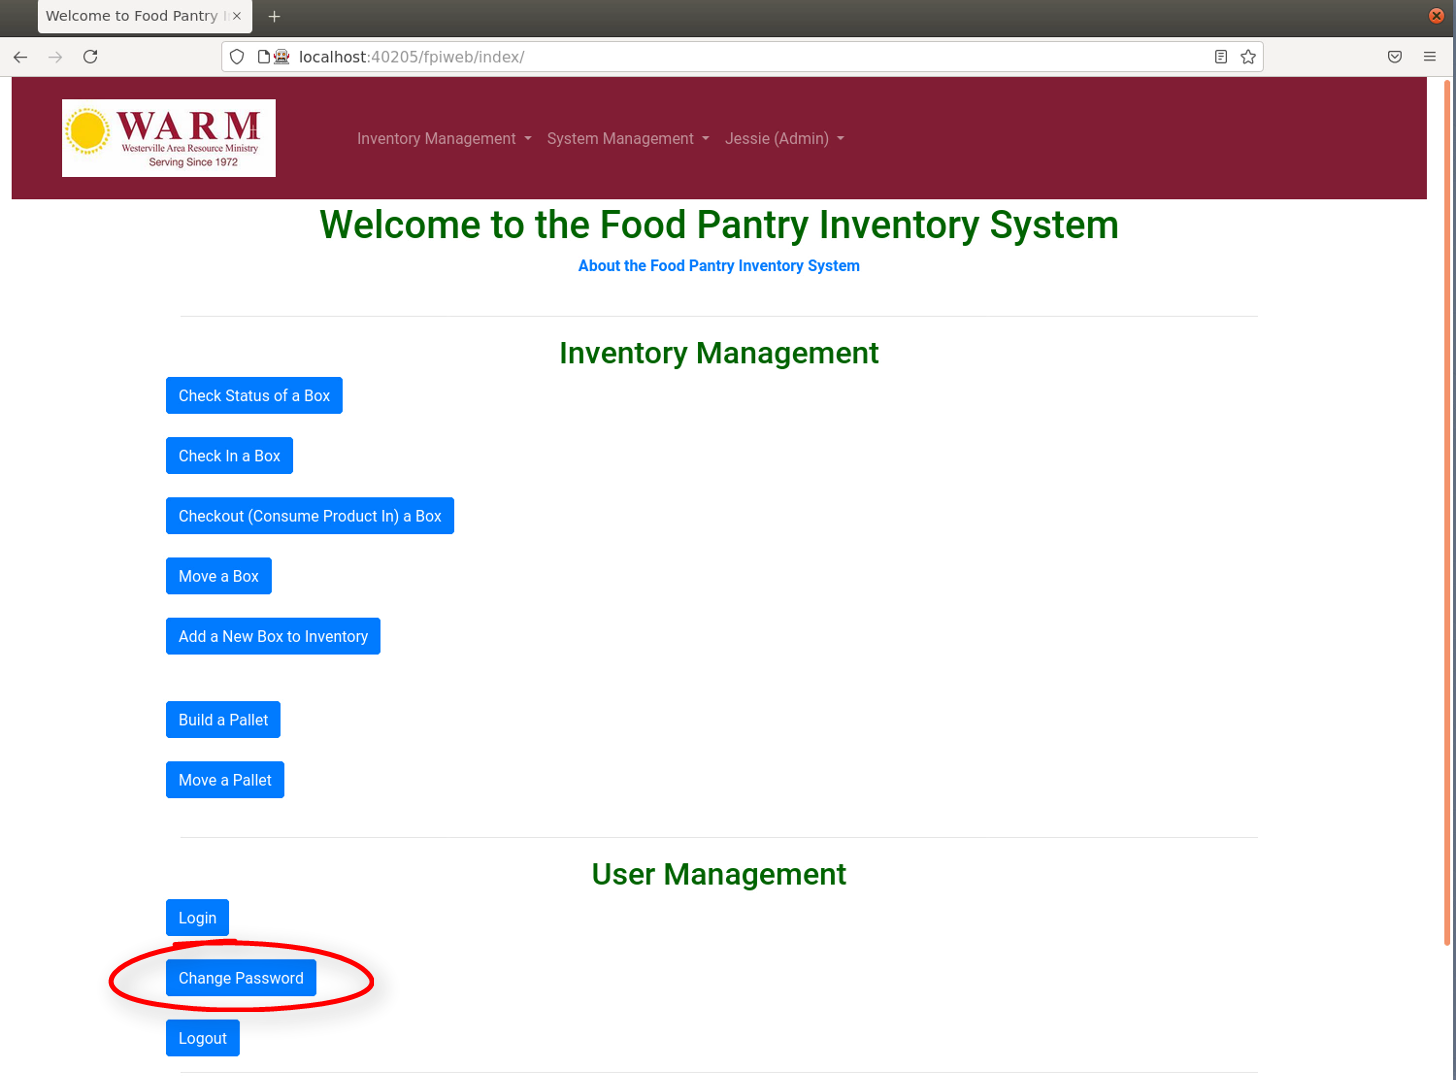 Welcome to Food Pantry
localhost:40205/fpiweb/index/
WARM
Westerville Area Resource Ministry
Serving Since 1972
Inventory Management
System Management
Jessie (Admin)
Welcome to the Food Pantry Inventory System
About the Food Pantry Inventory System
Inventory Management
Check Status of a Box
Check In a Box
Checkout (Consume Product In) a Box
Move a Box
Add a New Box to Inventory
Build a Pallet
Move a Pallet
User Management
Login
Change Password
Logout